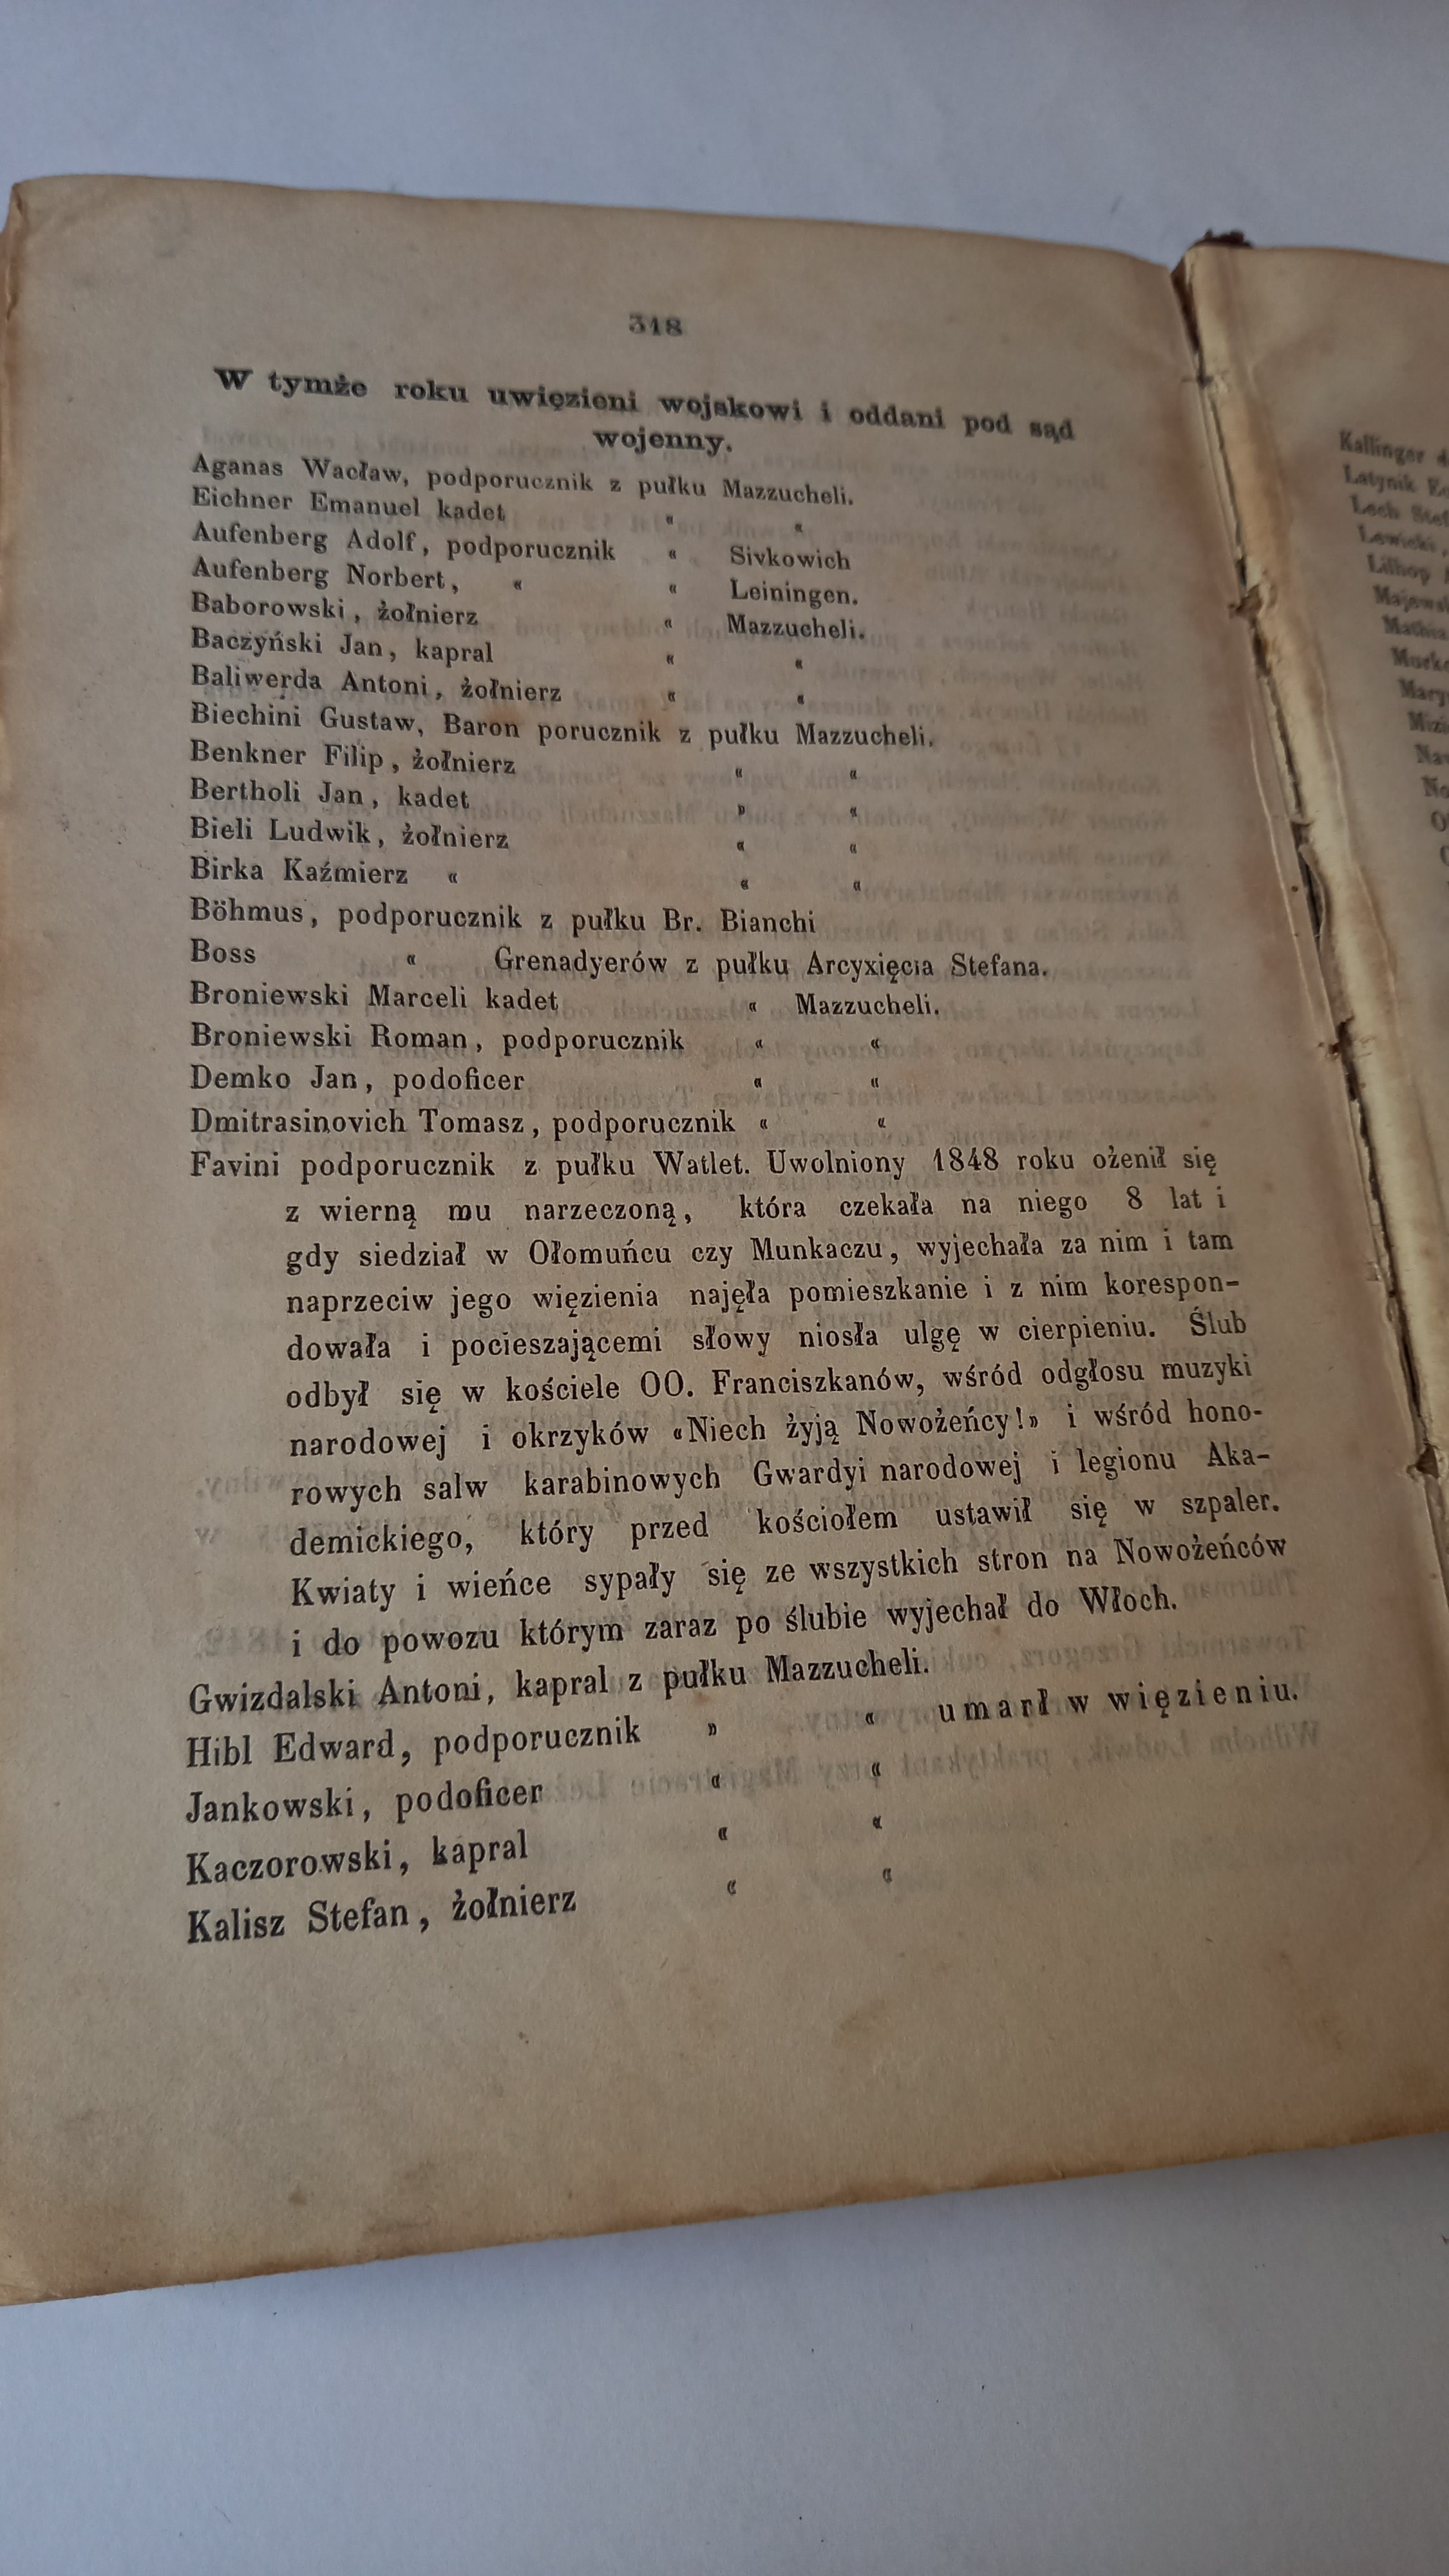 318
W tymże roku uwięzieni wojskowi i oddani pod sąd
wojenny.
Aganas Wacław, podporucznik z pułku Mazzucheli.
Eichner Emanuel kadet « «
Aufenberg Adolf, podporucznik « Sivkowich
Aufenberg Norbert, « « Leiningen.
Baborowski, żołnierz « Mazzucheli.
Baczyński Jan, kapral « «
Baliwerda Antoni, żołnierz « «
Biechini Gustaw, Baron porucznik z pułku Mazzucheli.
Benkner Filip, żołnierz « «
Bertholi Jan, kadet » «
Bieli Ludwik, żołnierz « «
Birka Kaźmierz « « «
Böhmus, podporucznik z pułku Br. Bianchi
Boss « Grenadyerów z pułku Arcyxięcia Stefana.
Broniewski Marceli kadet « Mazzucheli.
Broniewski Roman, podporucznik « «
Demko Jan, podoficer « «
Dmitrasinovich Tomasz, podporucznik « «
Favini podporucznik z pułku Watlet. Uwolniony 1848 roku ożenił się
z wierną mu narzeczoną, która czekała na niego 8 lat i
gdy siedział w Ołomuńcu czy Munkaczu, wyjechała za nim i tam
naprzeciw jego więzienia najęła pomieszkanie i z nim korespon-
dowała i pocieszającemi słowy niosła ulgę w cierpieniu. Ślub
odbył się w kościele OO. Franciszkanów, wśród odgłosu muzyki
narodowej i okrzyków «Niech żyją Nowożeńcy!» i wśród hono-
rowych salw karabinowych Gwardyi narodowej i legionu Aka-
demickiego, który przed kościołem ustawił się w szpaler.
Kwiaty i wieńce sypały się ze wszystkich stron na Nowożeńców
i do powozu którym zaraz po ślubie wyjechał do Włoch.
Gwizdalski Antoni, kapral z pułku Mazzucheli.
Hibl Edward, podporucznik » « umarł w więzieniu.
Jankowski, podoficer « «
Kaczorowski, kapral « «
Kalisz Stefan, żołnierz « «
Kallinger
Latynik
Loch
Lewicki,